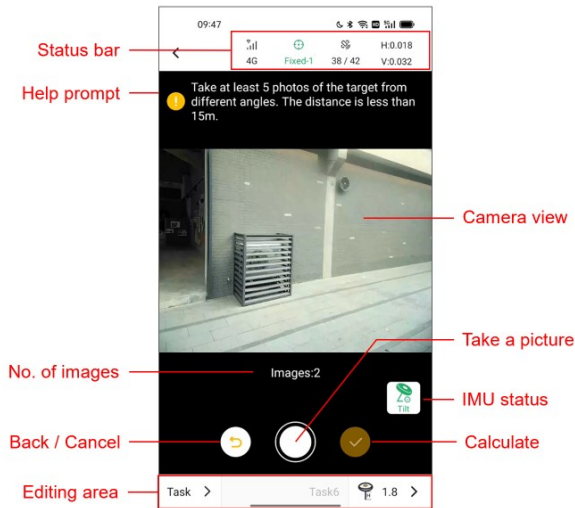 09:47
Status bar
4G
Fixed-1
38 / 42
H:0.018
V:0.032
Help prompt
Take at least 5 photos of the target from
different angles. The distance is less than
15m.
Camera view
Take a picture
No. of images
Images:2
Tilt
IMU status
Back / Cancel
Calculate
Editing area
Task >
Task6
1.8 >